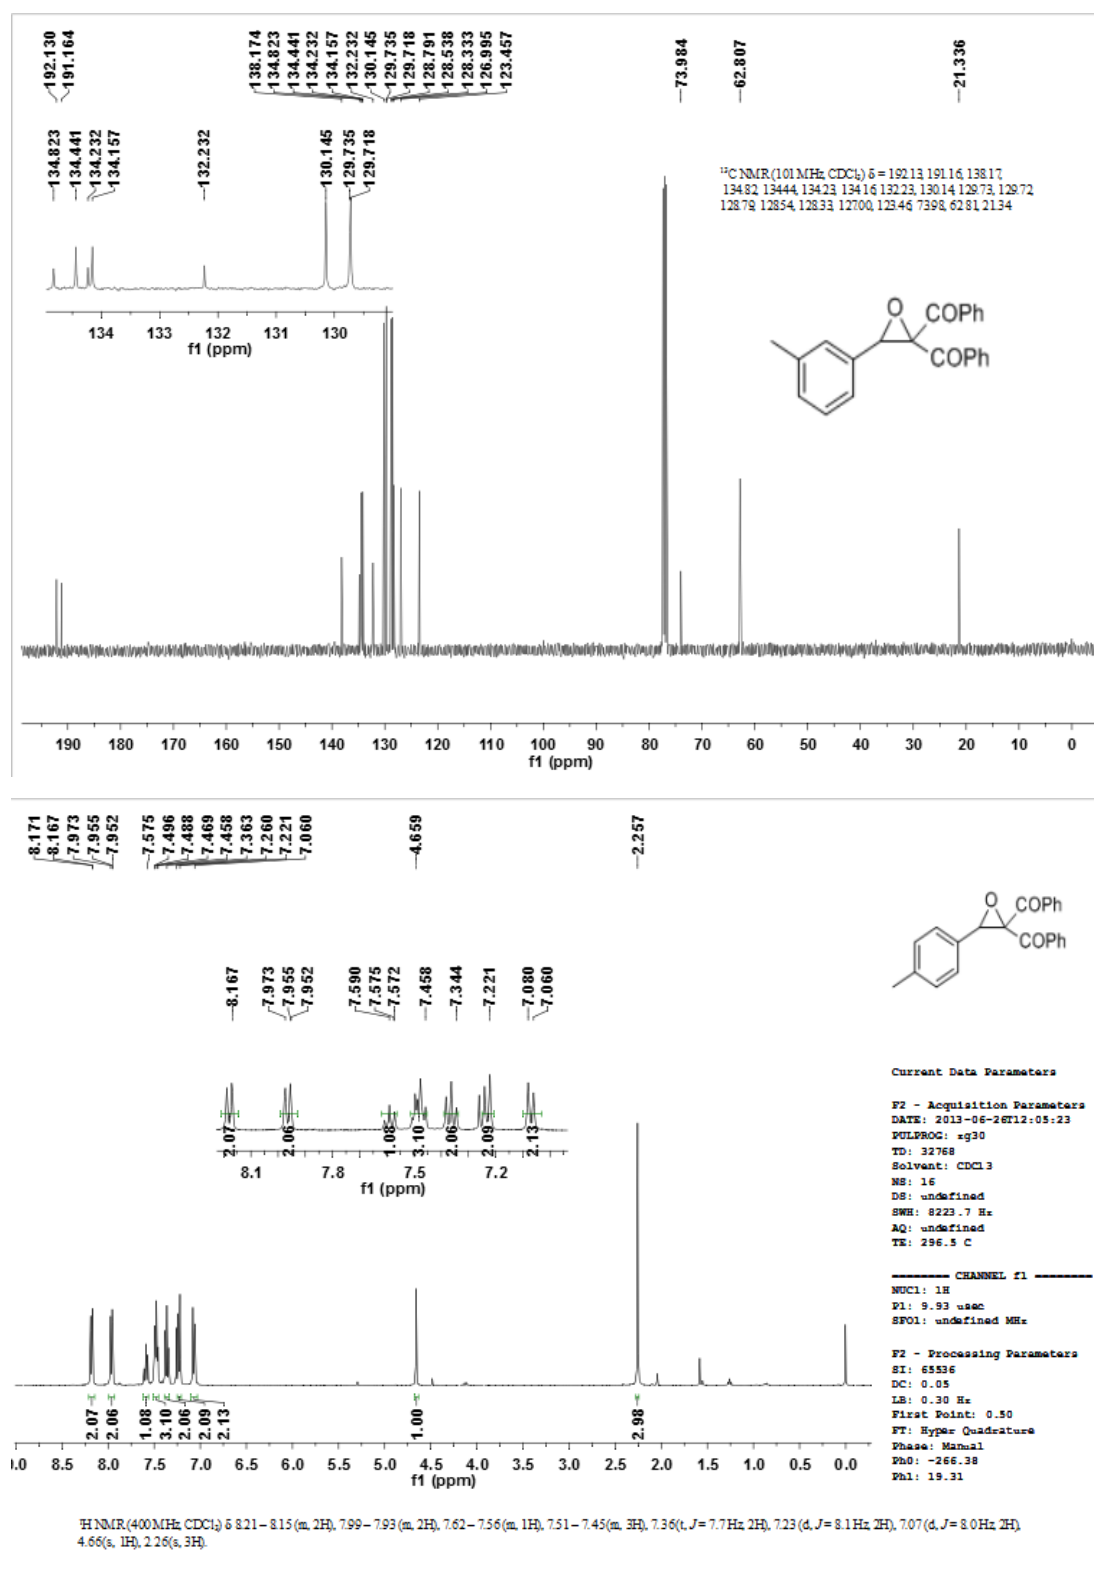 192.130
191.164
138.174
134.823
134.441
134.232
134.157
132.232
130.145
129.735
129.718
128.791
128.538
128.333
126.995
123.457
73.984
62.807
21.336
134.823
134.441
134.232
134.157
132.232
130.145
129.735
129.718
134 133 132 131 130
f1 (ppm)
¹³C NMR (101 MHz, CDCl₃) δ = 192.13, 191.16, 138.17,
134.82, 134.44, 134.23, 134.16, 132.23, 130.14, 129.73, 129.72,
128.79, 128.54, 128.33, 127.00, 123.46, 73.98, 62.81, 21.34
O
COPh
COPh
190 180 170 160 150 140 130 120 110 100 90 80 70 60 50 40 30 20 10 0
f1 (ppm)
8.171
8.167
7.973
7.955
7.952
7.575
7.496
7.488
7.469
7.458
7.363
7.260
7.221
7.060
4.659
2.257
O
COPh
COPh
8.167
7.973
7.955
7.952
7.590
7.575
7.572
7.458
7.344
7.221
7.080
7.060
2.07 2.06 1.08 3.10 2.06 2.09 2.13
8.1 7.8 7.5 7.2
f1 (ppm)
Current Data Parameters
F2 - Acquisition Parameters
DATE: 2013-06-26T12:05:23
PULPROG: zg30
TD: 32768
Solvent: CDCl3
NS: 16
DS: undefined
SWH: 8223.7 Hz
AQ: undefined
TE: 296.5 C
======== CHANNEL f1 ========
NUC1: 1H
P1: 9.93 usec
SFO1: undefined MHz
F2 - Processing Parameters
SI: 65536
DC: 0.05
LB: 0.30 Hz
First Point: 0.50
FT: Hyper Quadrature
Phase: Manual
Ph0: -266.38
Ph1: 19.31
2.07 2.06 1.08 3.10 2.06 2.09 2.13 1.00 2.98
).0 8.5 8.0 7.5 7.0 6.5 6.0 5.5 5.0 4.5 4.0 3.5 3.0 2.5 2.0 1.5 1.0 0.5 0.0
f1 (ppm)
¹H NMR (400 MHz, CDCl₃) δ 8.21 – 8.15 (m, 2H), 7.99 – 7.93 (m, 2H), 7.62 – 7.56 (m, 1H), 7.51 – 7.45 (m, 3H), 7.36 (t, J = 7.7 Hz, 2H), 7.23 (d, J = 8.1 Hz, 2H), 7.07 (d, J = 8.0 Hz, 2H),
4.66 (s, 1H), 2.26 (s, 3H).